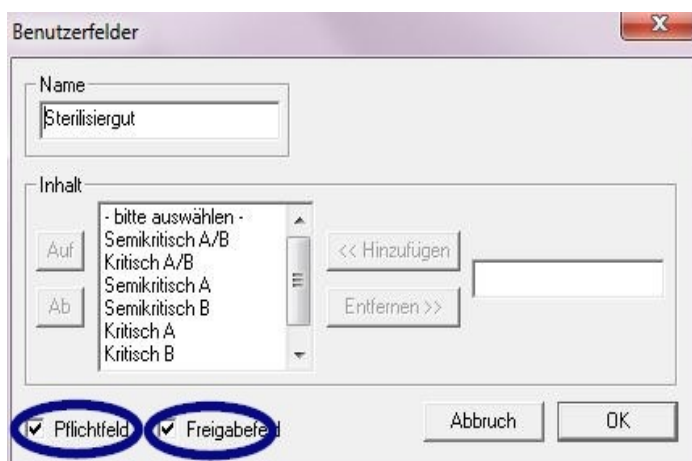 Benutzerfelder
Name
Sterilisiergut
Inhalt
- bitte auswählen -
Semikritisch A/B
Kritisch A/B
Semikritisch A
Semikritisch B
Kritisch A
Kritisch B
Auf
Ab
<< Hinzufügen
Entfernen >>
Pflichtfeld
Freigabefeld
Abbruch
OK